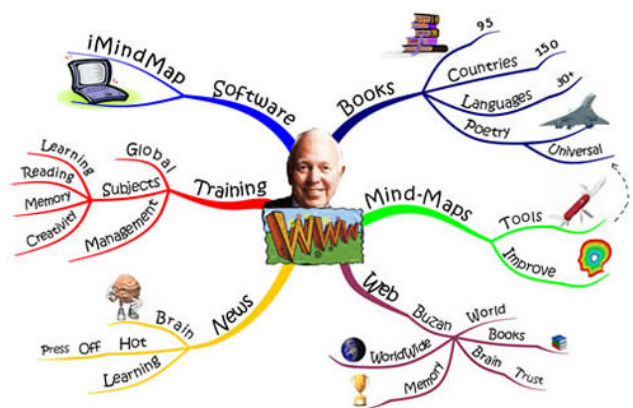 iMindMap
Software
Books
95
Countries
150
Languages
30+
Poetry
Universal
Training
Global
Subjects
Learning
Reading
Memory
Creativity
Management
WWW
Mind-Maps
Tools
Improve
News
Brain
Press Off Hot
Learning
Web
Buzan
World
Books
Brain Trust
WorldWide
Memory